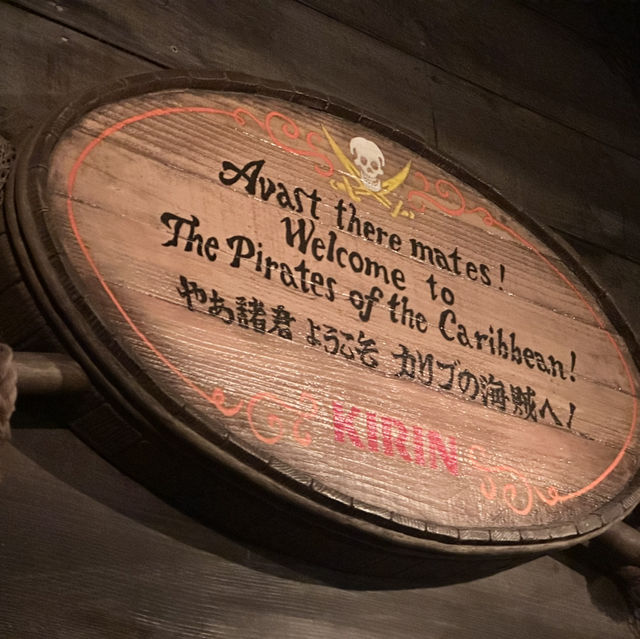 Avast there mates!
Welcome to
The Pirates of the Caribbean!
やあ諸君 ようこそ カリブの海賊へ!
KIRIN